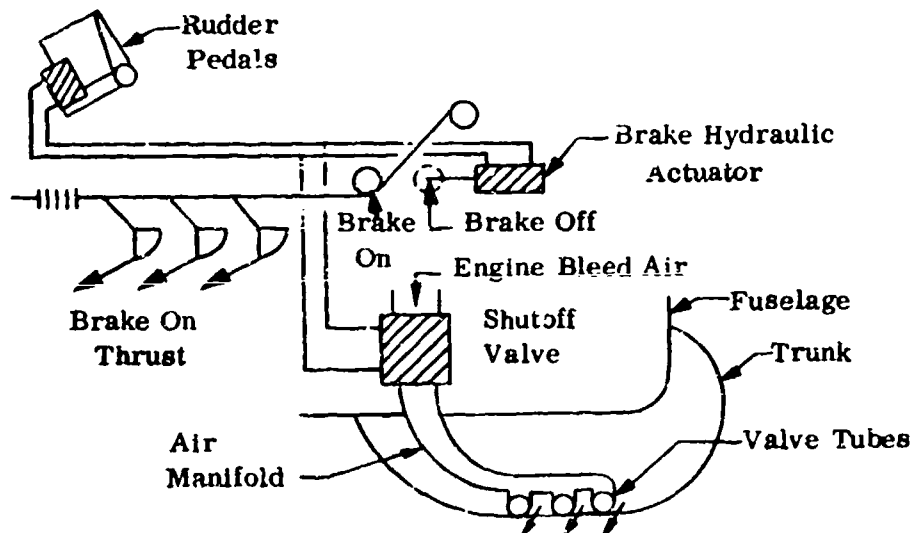 Rudder
Pedals
Brake Hydraulic
Actuator
Brake
On
Brake Off
Engine Bleed Air
Brake On
Thrust
Shutoff
Valve
Fuselage
Trunk
Air
Manifold
Valve Tubes